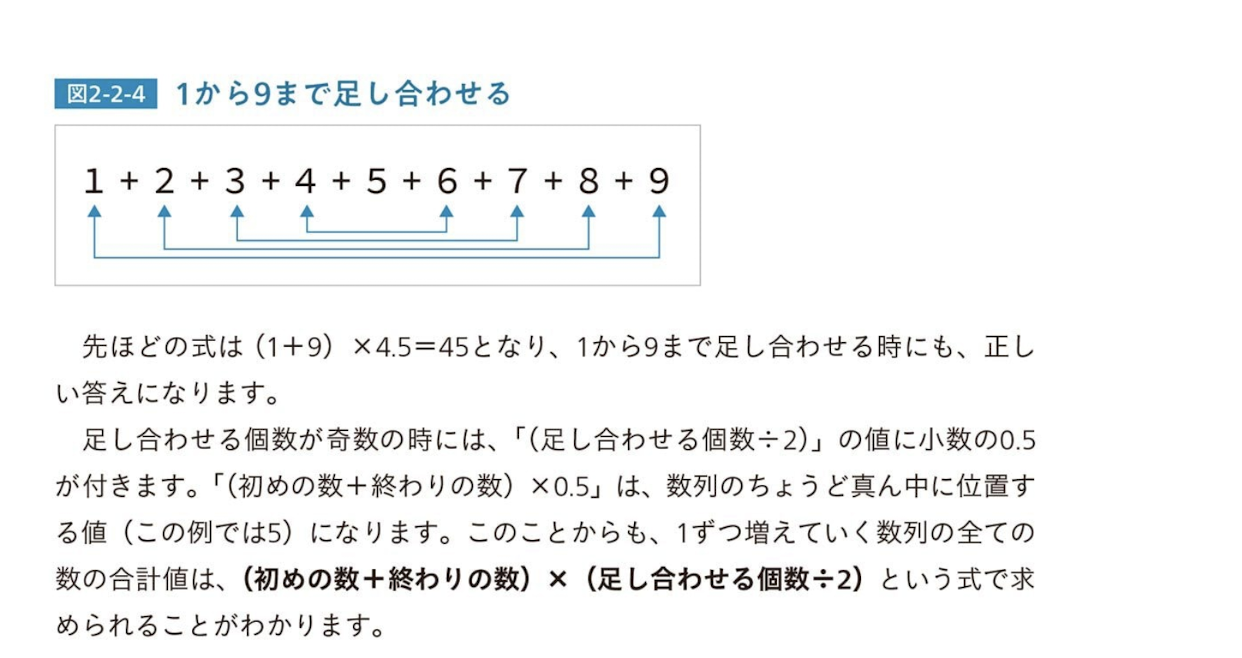 図2-2-4 1から9まで足し合わせる
1 + 2 + 3 + 4 + 5 + 6 + 7 + 8 + 9
先ほどの式は（1＋9）×4.5＝45となり、1から9まで足し合わせる時にも、正し
い答えになります。
足し合わせる個数が奇数の時には、「（足し合わせる個数÷2）」の値に小数の0.5
が付きます。「（初めの数＋終わりの数）×0.5」は、数列のちょうど真ん中に位置す
る値（この例では5）になります。このことからも、1ずつ増えていく数列の全ての
数の合計値は、（初めの数＋終わりの数）×（足し合わせる個数÷2）という式で求
められることがわかります。